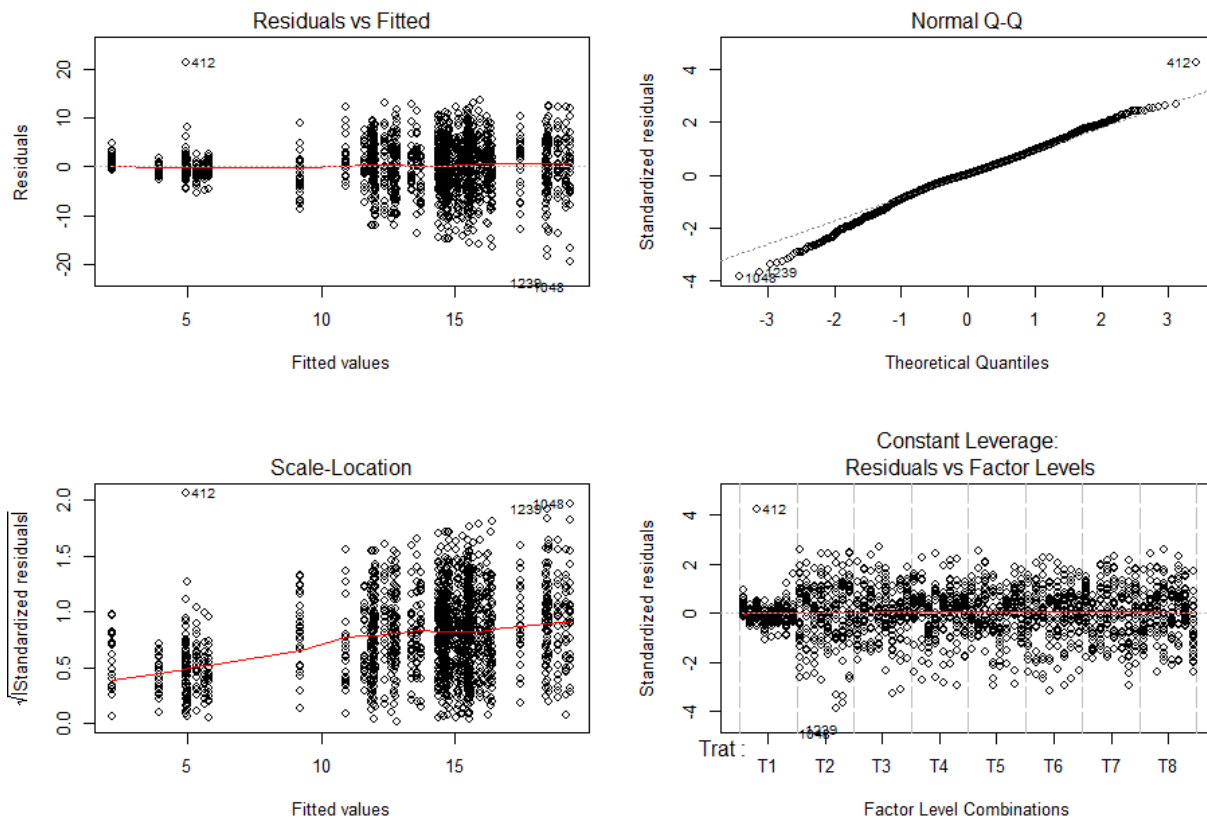 Residuals vs Fitted
Residuals
20
10
0
-10
-20
412
1239
1048
5
10
15
Fitted values
Normal Q-Q
Standardized residuals
4
2
0
-2
-4
412
1239
1048
-3
-2
-1
0
1
2
3
Theoretical Quantiles
Scale-Location
√|Standardized residuals|
2.0
1.5
1.0
0.5
0.0
412
1048
1239
5
10
15
Fitted values
Constant Leverage:
Residuals vs Factor Levels
Standardized residuals
4
2
0
-2
-4
412
1239
1048
Trat :
T1
T2
T3
T4
T5
T6
T7
T8
Factor Level Combinations